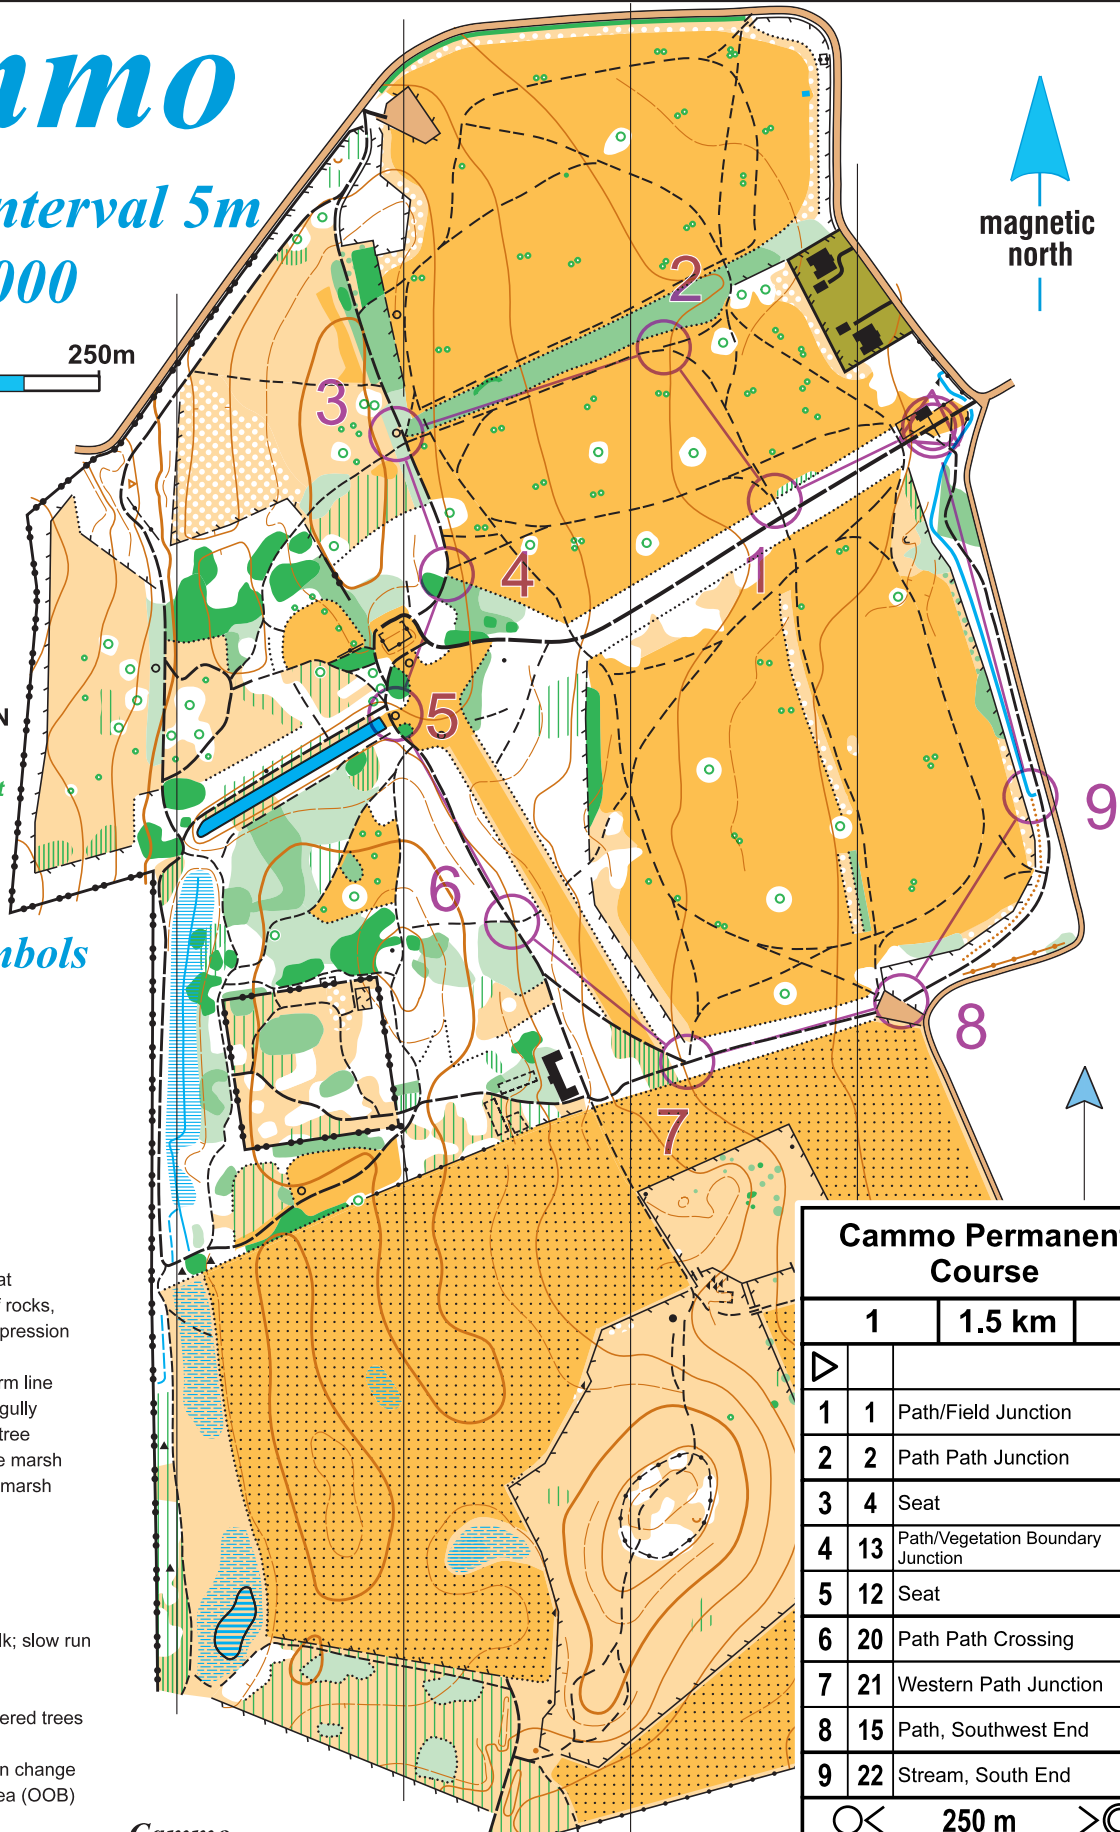 mmo
nterval 5m
000
250m
magnetic
north
2
3
1
4
N
5
t
9
6
mbols
8
7
at
f rocks,
pression
rm line
gully
tree
e marsh
marsh
lk; slow run
ered trees
n change
ea (OOB)
Cammo
Cammo Permanent
Course
1 1.5 km
1 1 Path/Field Junction
2 2 Path Path Junction
3 4 Seat
4 13 Path/Vegetation Boundary
Junction
5 12 Seat
6 20 Path Path Crossing
7 21 Western Path Junction
8 15 Path, Southwest End
9 22 Stream, South End
250 m